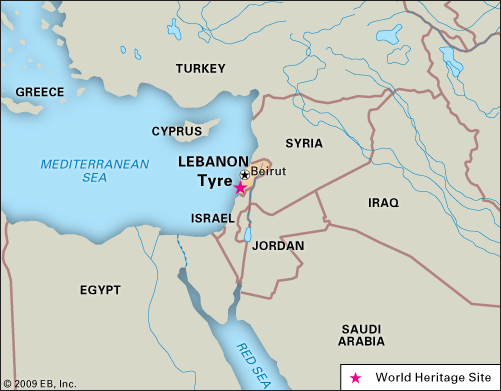 TURKEY
GREECE
CYPRUS
SYRIA
MEDITERRANEAN
SEA
LEBANON
Beirut
Tyre
IRAQ
ISRAEL
JORDAN
EGYPT
SAUDI
ARABIA
RED SEA
© 2009 EB, Inc.
World Heritage Site